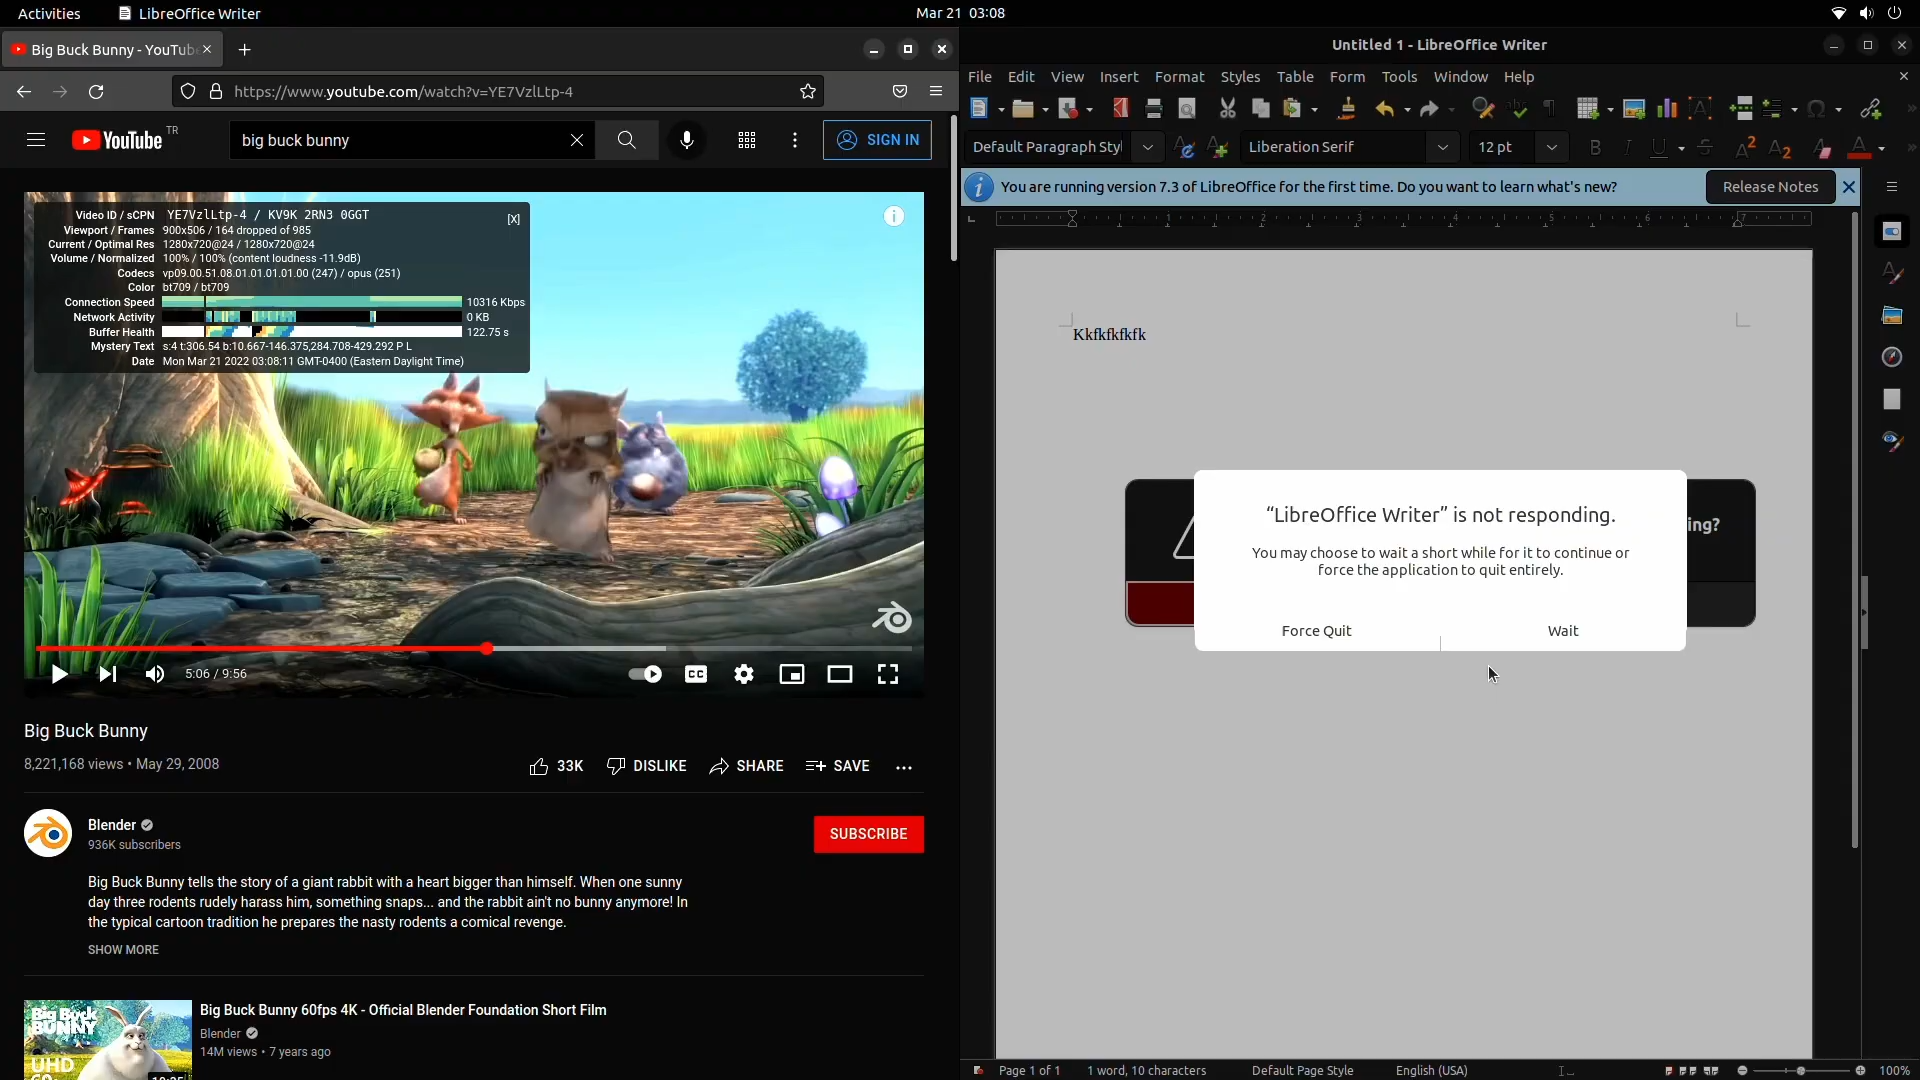 Activities
LibreOffice Writer
Mar 21 03:08
Big Buck Bunny - YouTub
https://www.youtube.com/watch?v=YE7VzlLtp-4
YouTube TR
big buck bunny
SIGN IN
Video ID / sCPN YE7VzlLtp-4 / KV9K 2RN3 0GGT
[X]
Viewport / Frames 900x506 / 164 dropped of 985
Current / Optimal Res 1280x720@24 / 1280x720@24
Volume / Normalized 100% / 100% (content loudness -11.9dB)
Codecs vp09.00.51.08.01.01.01.01.00 (247) / opus (251)
Color bt709 / bt709
Connection Speed 10316 Kbps
Network Activity 0 KB
Buffer Health 122.75 s
Mystery Text s:4 t:306.54 b:10.667-146.375,284.708-429.292 P L
Date Mon Mar 21 2022 03:08:11 GMT-0400 (Eastern Daylight Time)
i
CC
5:06 / 9:56
Big Buck Bunny
8,221,168 views • May 29, 2008
33K
DISLIKE
SHARE
SAVE
Blender
936K subscribers
SUBSCRIBE
Big Buck Bunny tells the story of a giant rabbit with a heart bigger than himself. When one sunny
day three rodents rudely harass him, something snaps... and the rabbit ain't no bunny anymore! In
the typical cartoon tradition he prepares the nasty rodents a comical revenge.
SHOW MORE
Big Buck
BUNNY
UHD
Big Buck Bunny 60fps 4K - Official Blender Foundation Short Film
Blender
14M views • 7 years ago
Untitled 1 - LibreOffice Writer
File Edit View Insert Format Styles Table Form Tools Window Help
Default Paragraph Styl
Liberation Serif
12 pt
You are running version 7.3 of LibreOffice for the first time. Do you want to learn what's new?
Release Notes
1 2 3 4 5 6 7
Kkfkfkfkfk
ing?
“LibreOffice Writer” is not responding.
You may choose to wait a short while for it to continue or
force the application to quit entirely.
Force Quit
Wait
Page 1 of 1
1 word, 10 characters
Default Page Style
English (USA)
100%